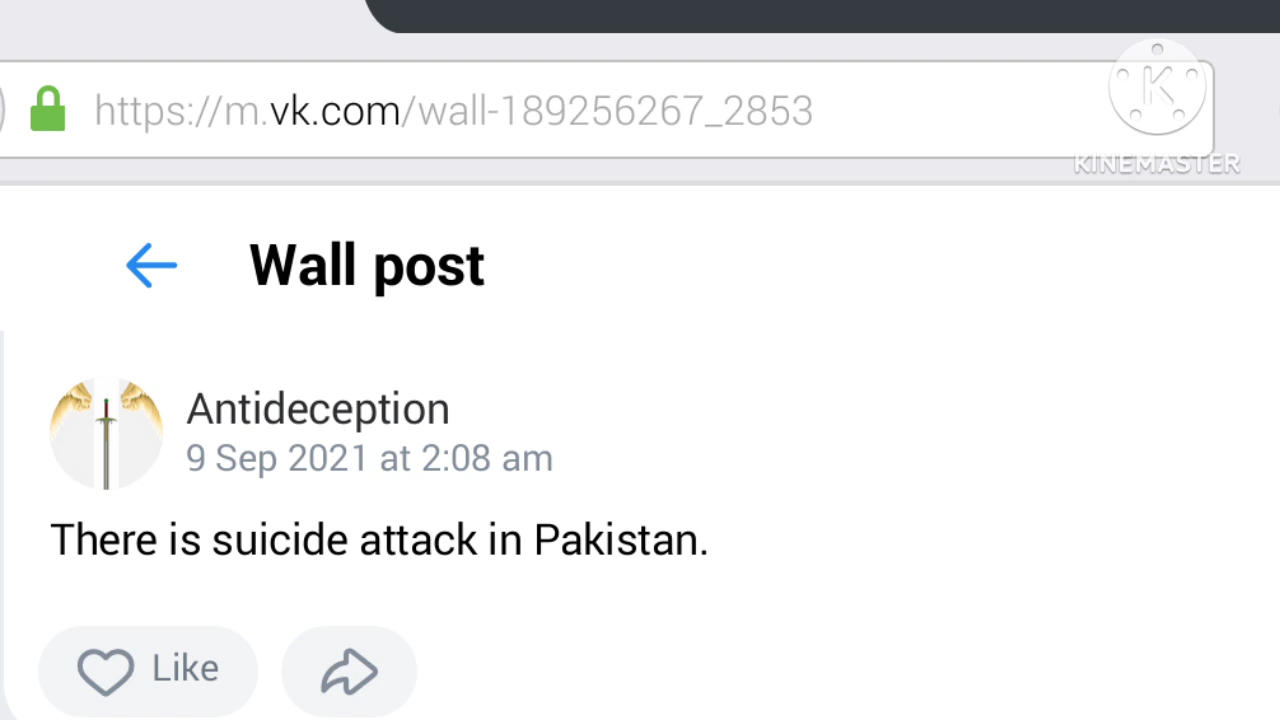 https://m.vk.com/wall-189256267_2853
K
KINEMASTER
Wall post
Antideception
9 Sep 2021 at 2:08 am
There is suicide attack in Pakistan.
Like